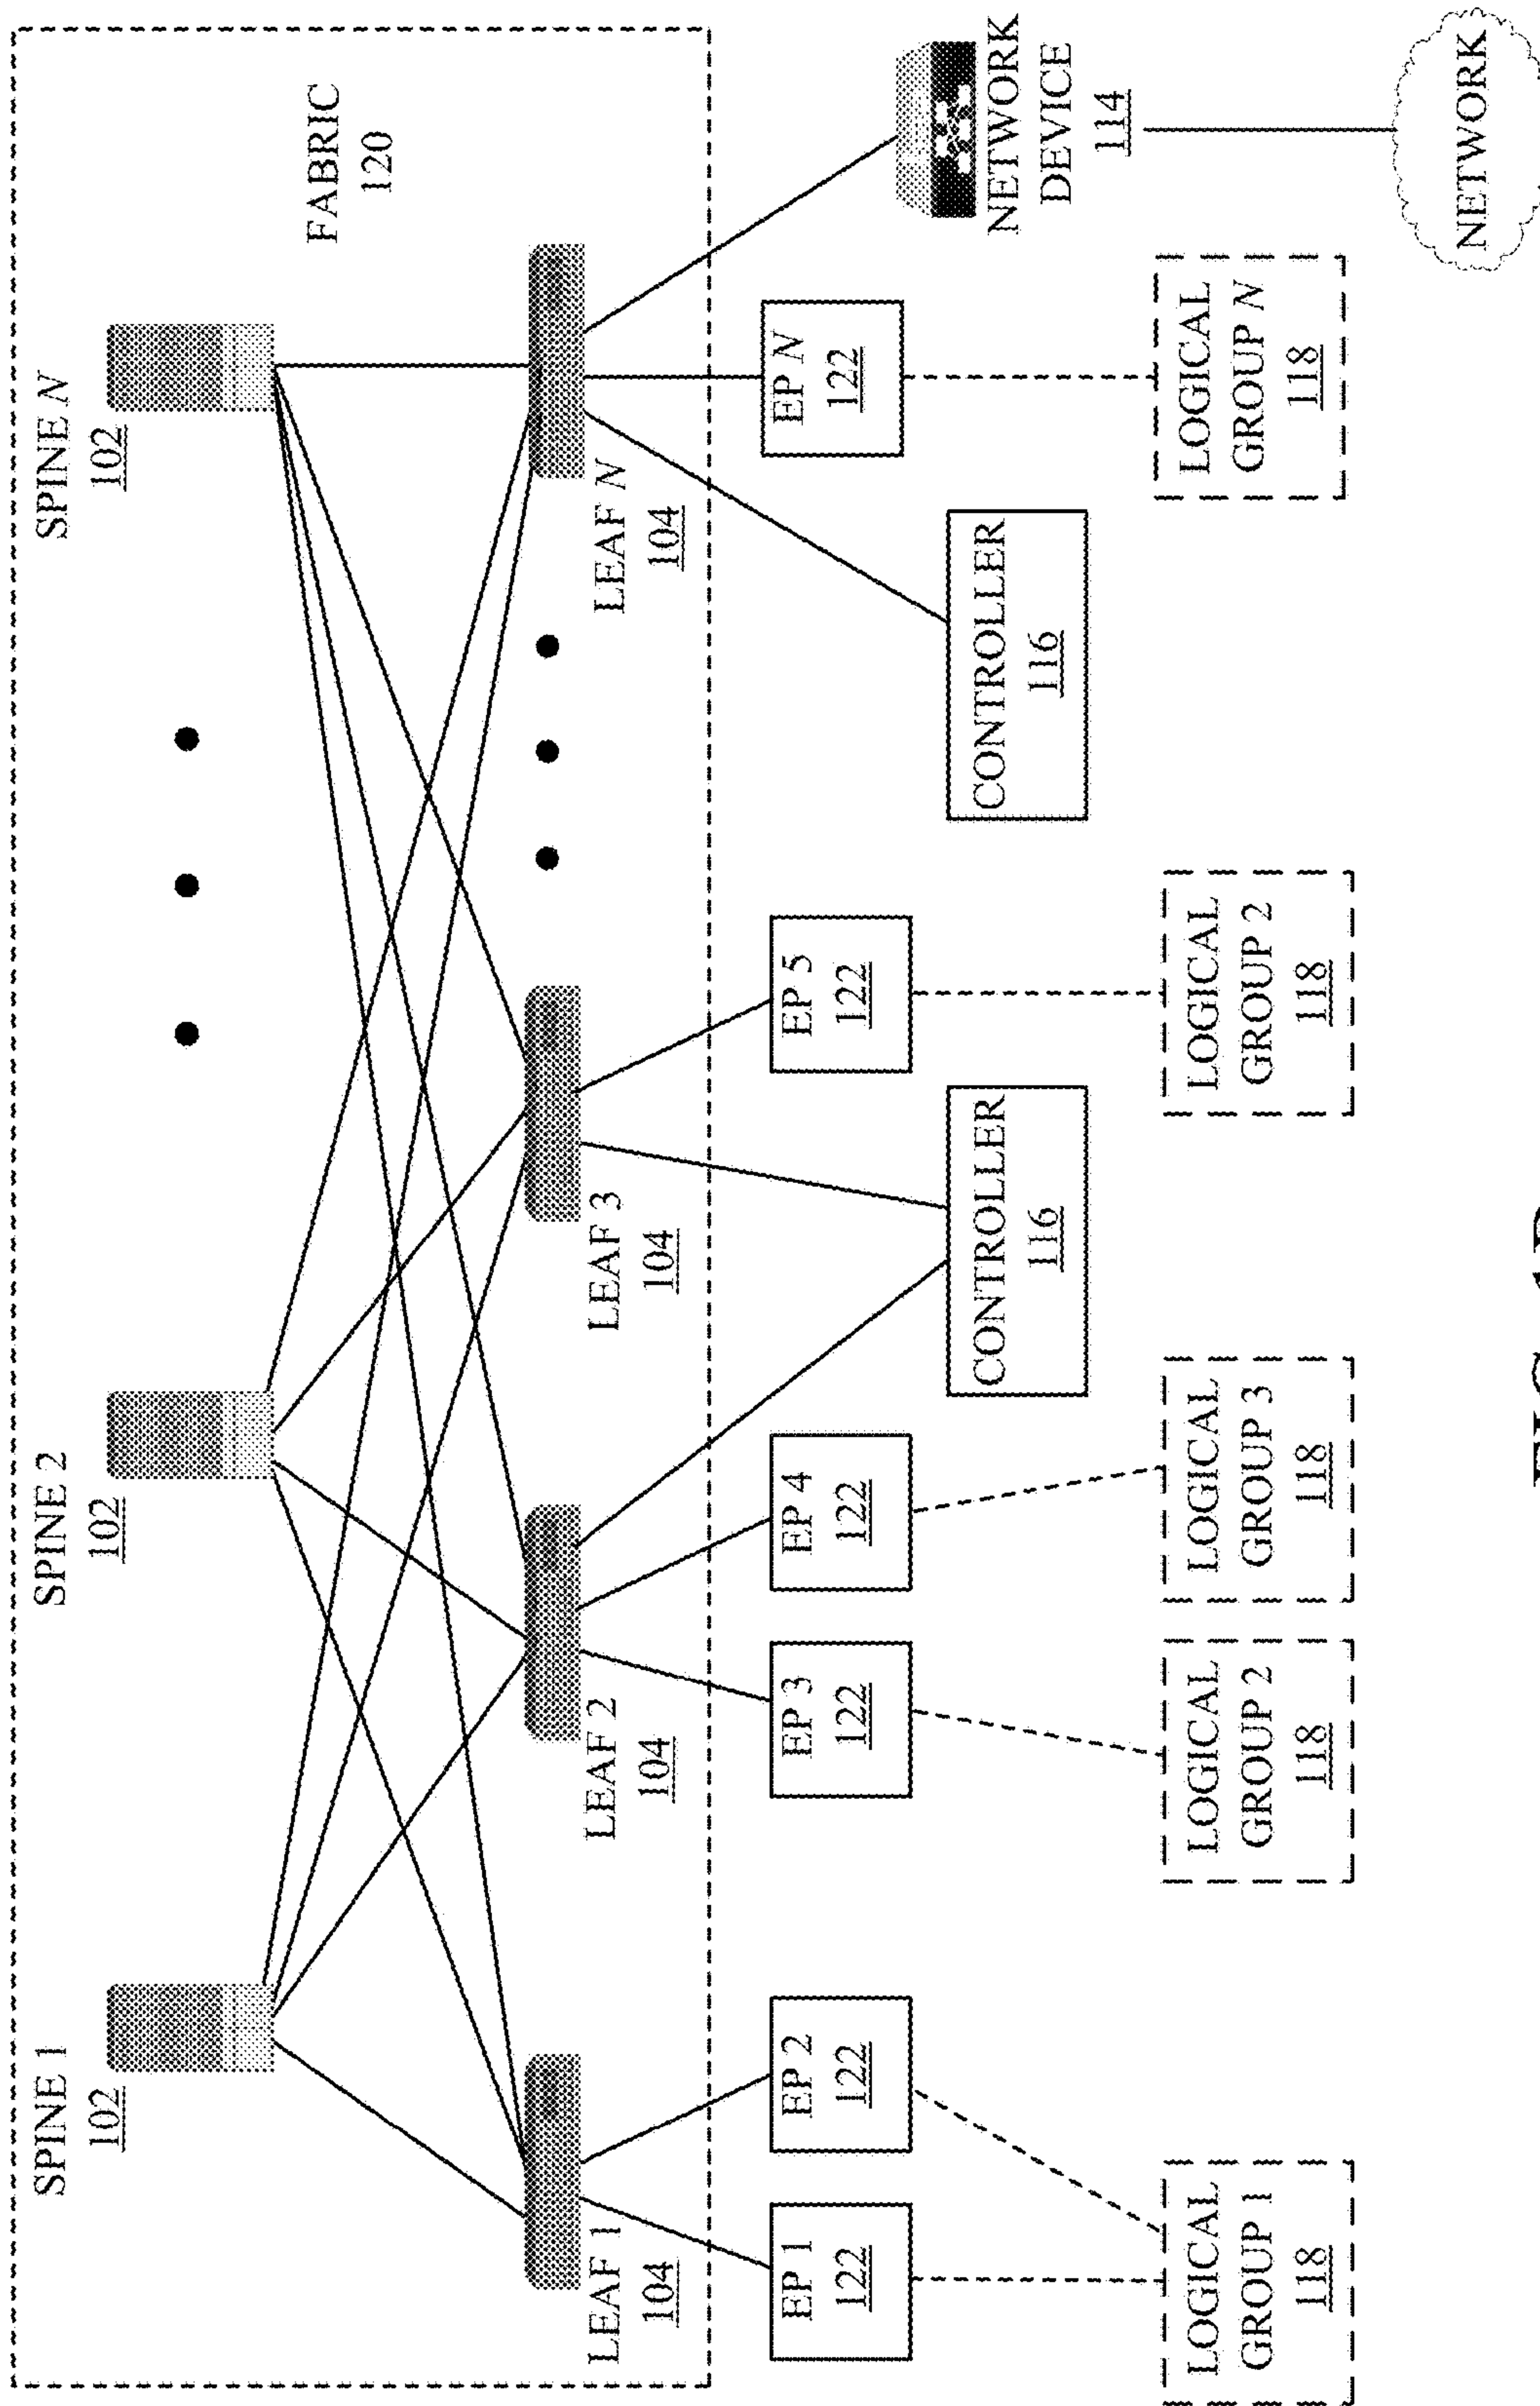 SPINE 1
102
SPINE 2
102
SPINE N
102
FABRIC
120
LEAF 1
104
LEAF 2
104
LEAF 3
104
LEAF N
104
EP 1
122
EP 2
122
EP 3
122
EP 4
122
EP 5
122
EP N
122
CONTROLLER
116
CONTROLLER
116
NETWORK
DEVICE
114
LOGICAL
GROUP 1
118
LOGICAL
GROUP 2
118
LOGICAL
GROUP 3
118
LOGICAL
GROUP 2
118
LOGICAL
GROUP N
118
NETWORK